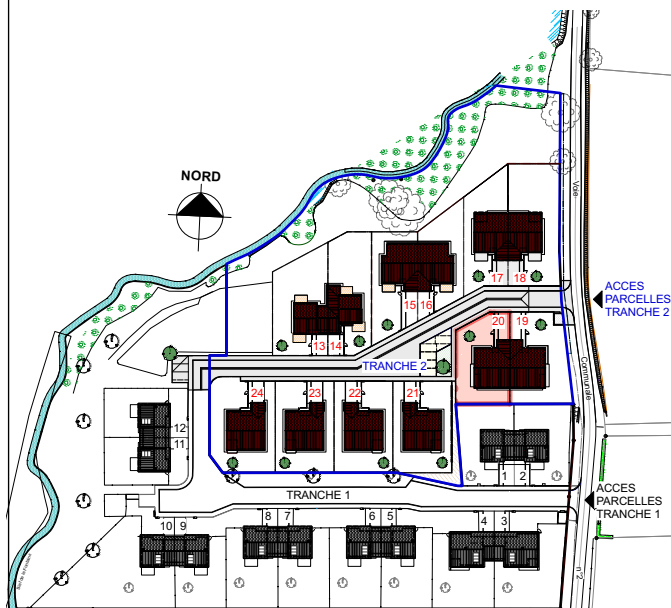 NORD
Voie
17 18
ACCES
PARCELLES
TRANCHE 2
15 16
20 19
13 14
TRANCHE 2
Communale
24
23
22
21
12
11
1 2
TRANCHE 1
ACCES
PARCELLES
TRANCHE 1
10 9
8 7
6 5
4 3
n°2